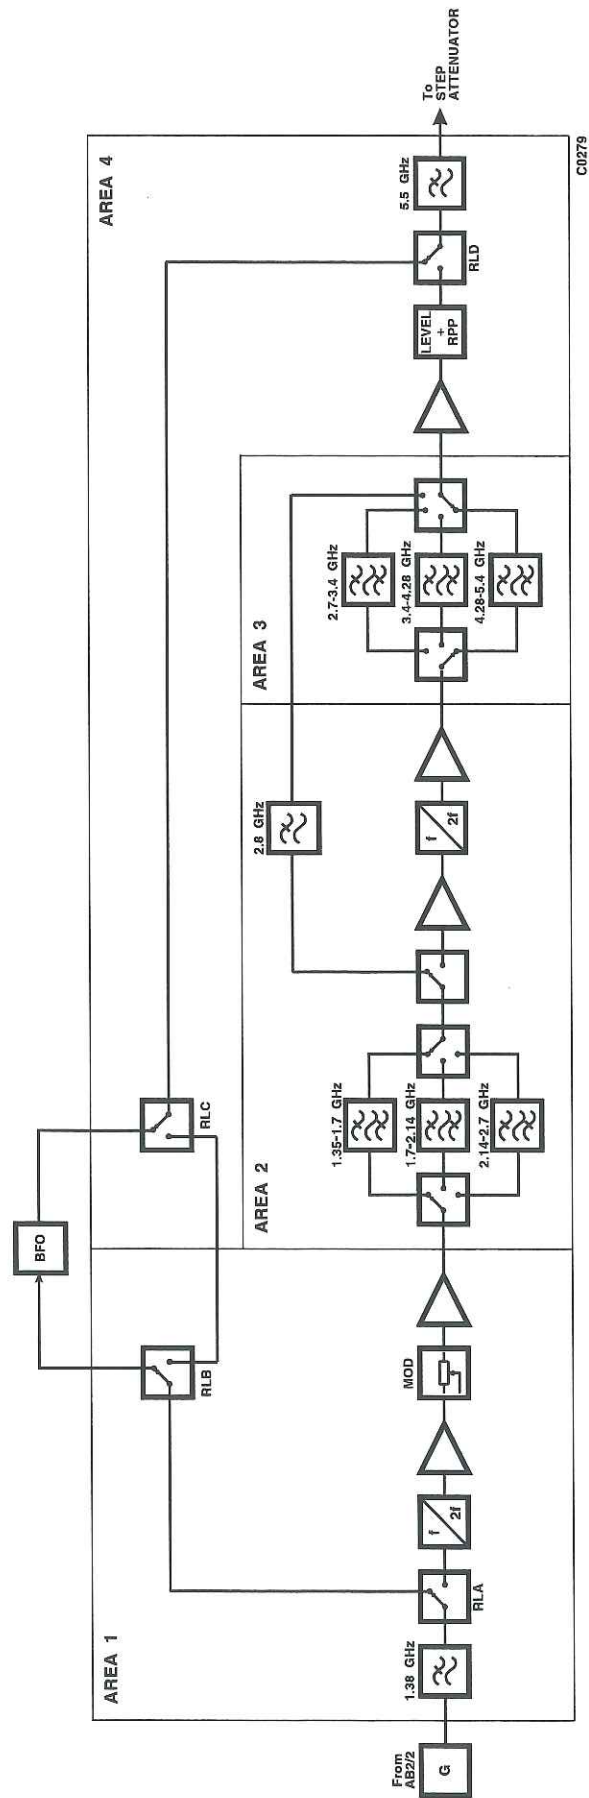 AREA 1
From
AB2/2
G
1.38 GHz
RLA
f
2f
MOD
RLB
BFO
RLC
AREA 2
1.35-1.7 GHz
1.7-2.14 GHz
2.14-2.7 GHz
2.8 GHz
f
2f
AREA 3
2.7-3.4 GHz
3.4-4.28 GHz
4.28-5.4 GHz
AREA 4
LEVEL
+
RPP
RLD
5.5 GHz
To
STEP
ATTENUATOR
C0279